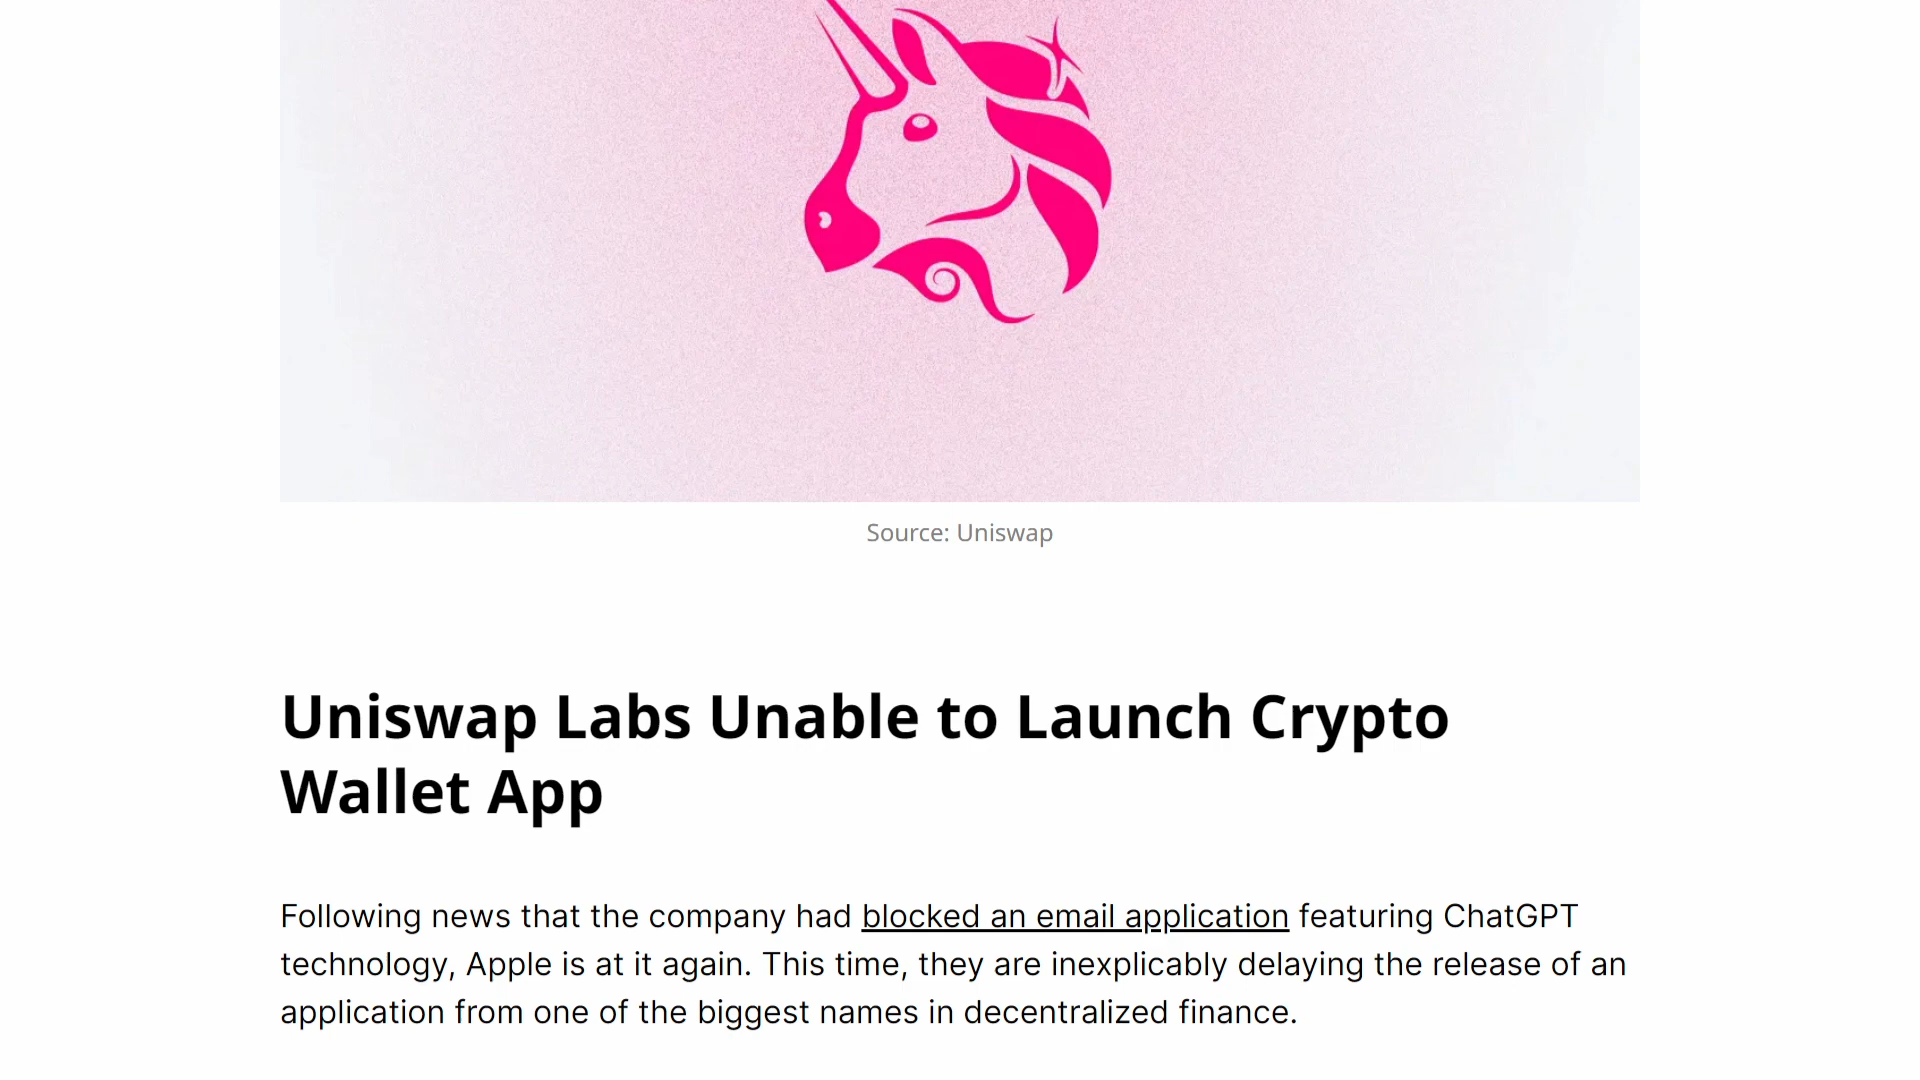 Source: Uniswap
Uniswap Labs Unable to Launch Crypto
Wallet App
Following news that the company had blocked an email application featuring ChatGPT
technology, Apple is at it again. This time, they are inexplicably delaying the release of an
application from one of the biggest names in decentralized finance.